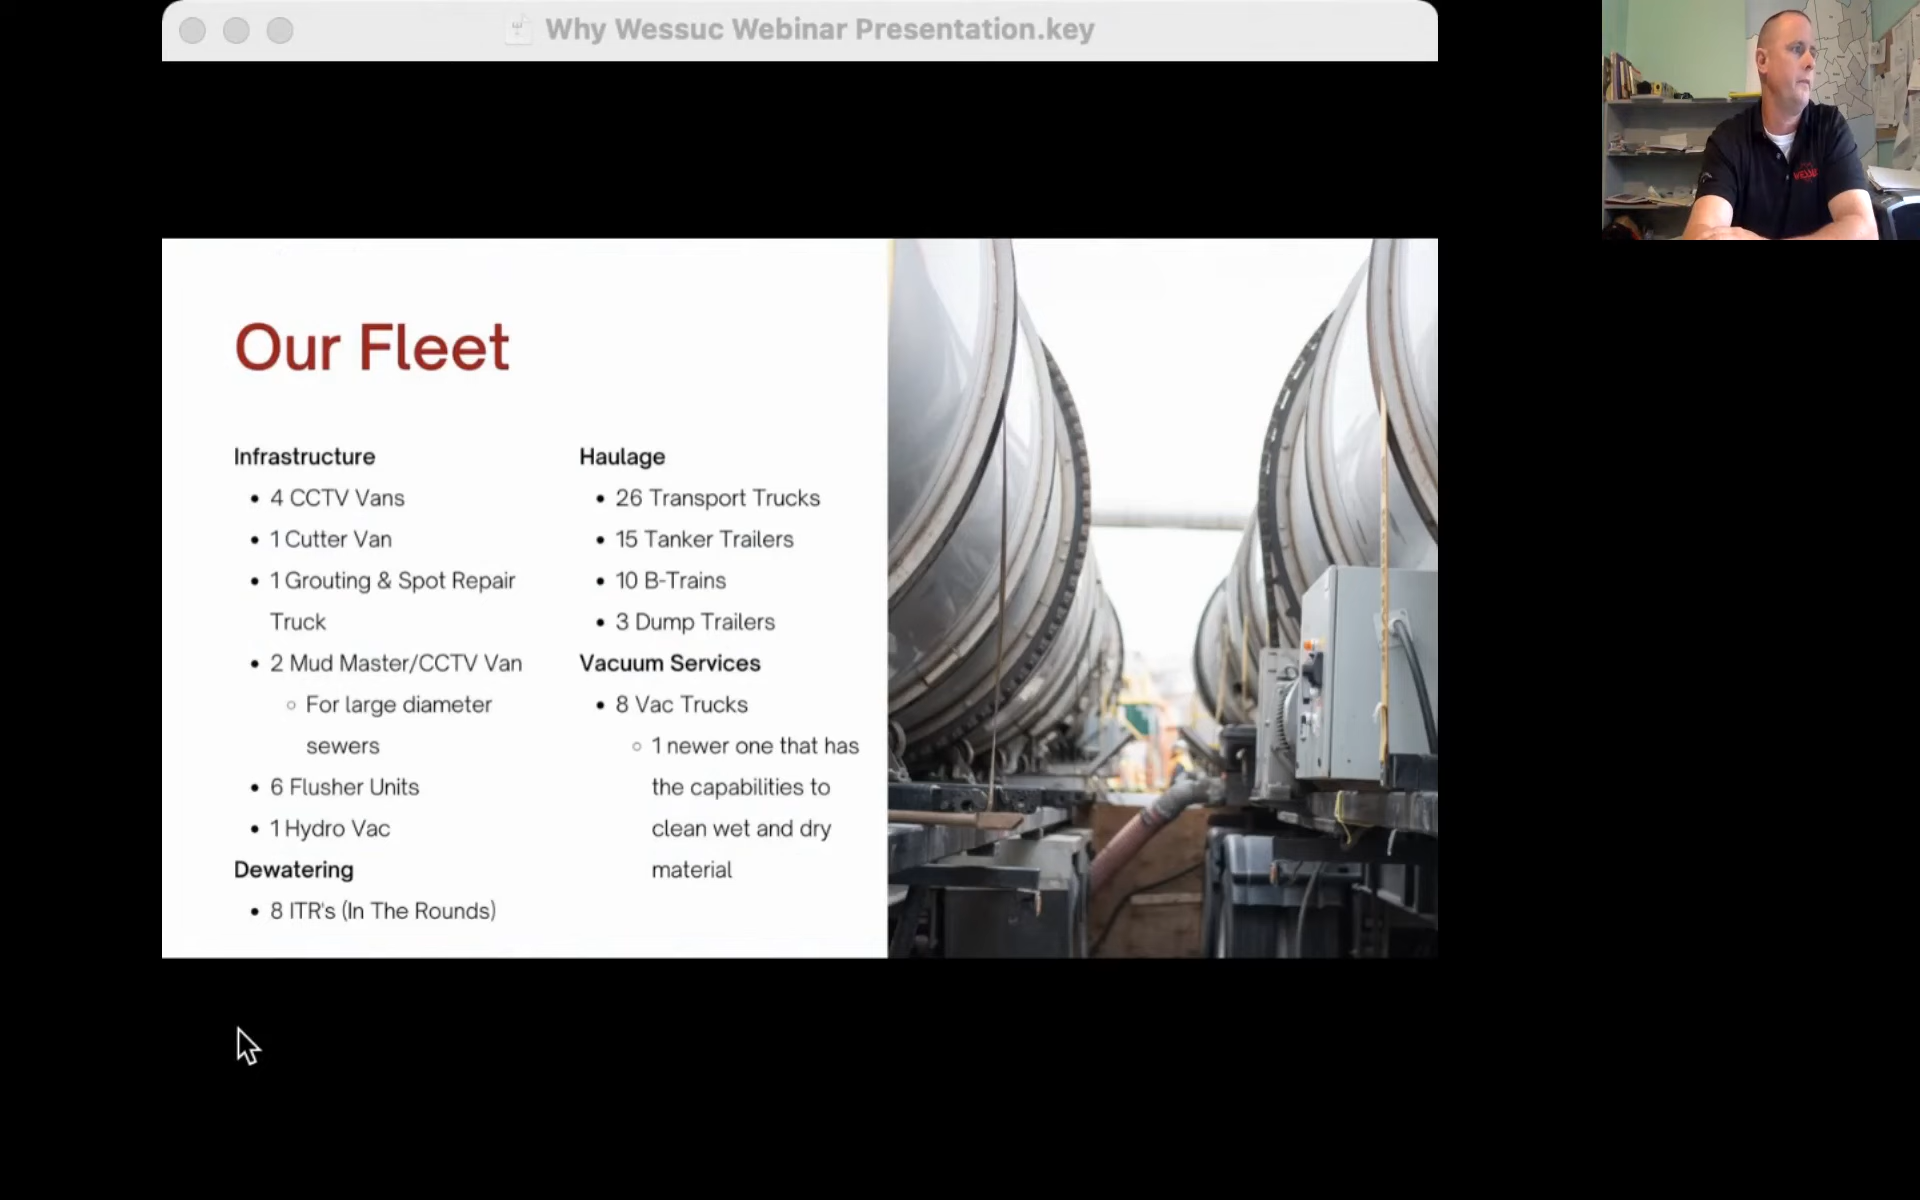 Why Wessuc Webinar Presentation.key
Our Fleet
Infrastructure
• 4 CCTV Vans
• 1 Cutter Van
• 1 Grouting & Spot Repair
Truck
• 2 Mud Master/CCTV Van
○ For large diameter
sewers
• 6 Flusher Units
• 1 Hydro Vac
Dewatering
• 8 ITR's (In The Rounds)
Haulage
• 26 Transport Trucks
• 15 Tanker Trailers
• 10 B-Trains
• 3 Dump Trailers
Vacuum Services
• 8 Vac Trucks
○ 1 newer one that has
the capabilities to
clean wet and dry
material
WESSUC